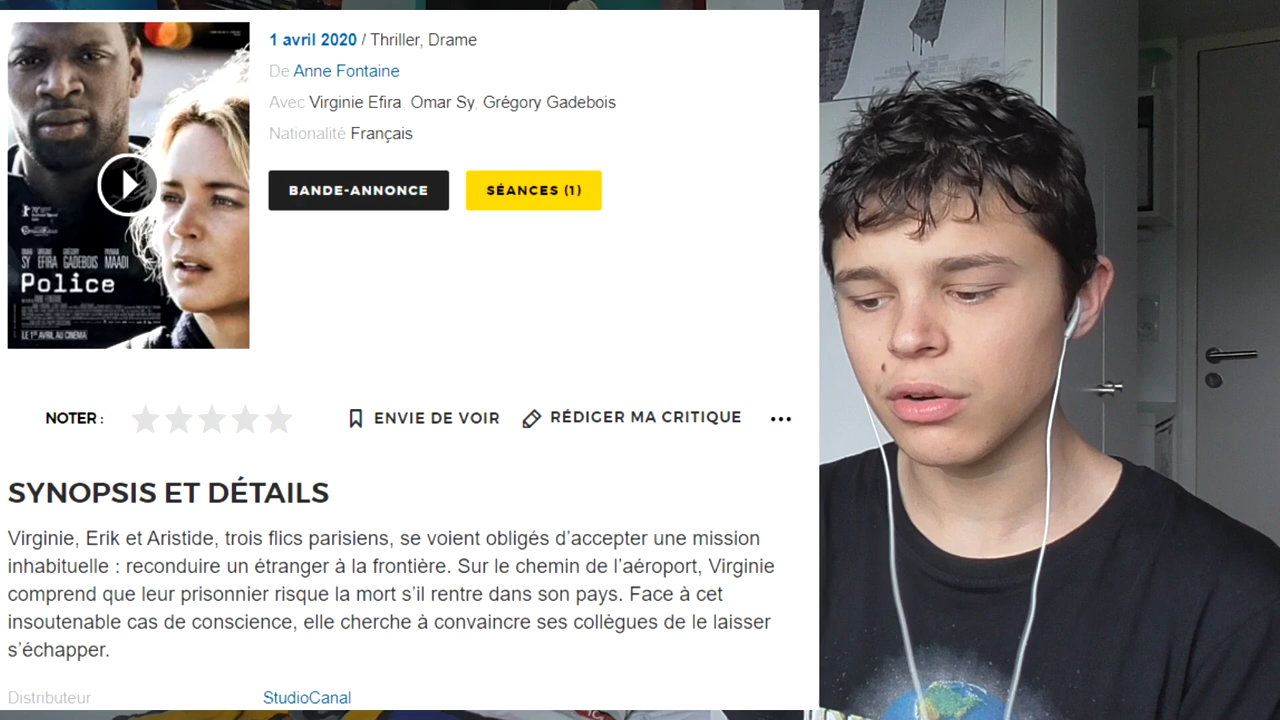 1 avril 2020 / Thriller, Drame
De Anne Fontaine
Avec Virginie Efira, Omar Sy, Grégory Gadebois
Nationalité Français
BANDE-ANNONCE
SÉANCES (1)
SY EFIRA GADEBOIS MAADI
Police
LE 1ER AVRIL AU CINÉMA
NOTER :
ENVIE DE VOIR
RÉDIGER MA CRITIQUE
SYNOPSIS ET DÉTAILS
Virginie, Erik et Aristide, trois flics parisiens, se voient obligés d’accepter une mission
inhabituelle : reconduire un étranger à la frontière. Sur le chemin de l’aéroport, Virginie
comprend que leur prisonnier risque la mort s’il rentre dans son pays. Face à cet
insoutenable cas de conscience, elle cherche à convaincre ses collègues de le laisser
s’échapper.
Distributeur StudioCanal